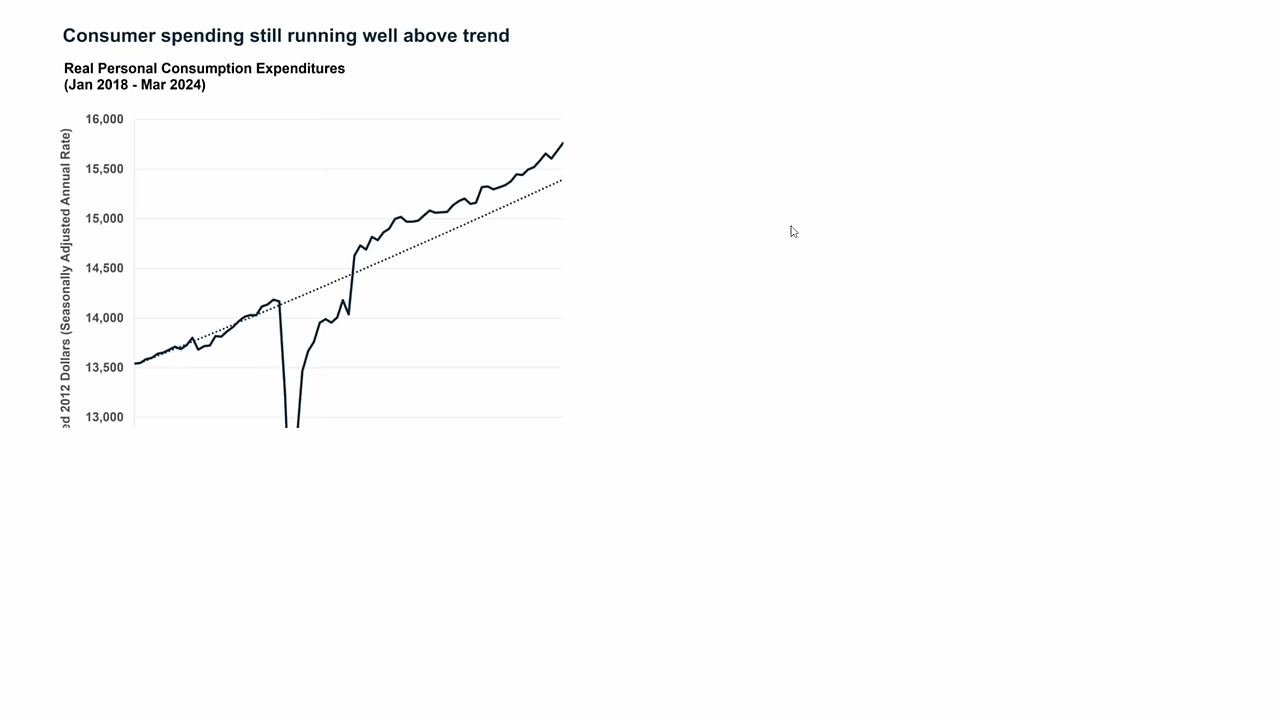 Consumer spending still running well above trend
Real Personal Consumption Expenditures
(Jan 2018 - Mar 2024)
ed 2012 Dollars (Seasonally Adjusted Annual Rate)
16,000
15,500
15,000
14,500
14,000
13,500
13,000